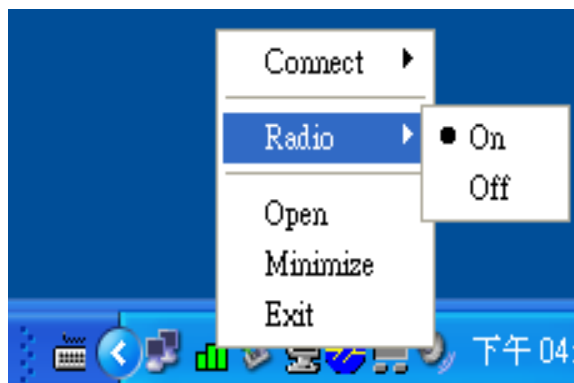 Connect
Radio
On
Off
Open
Minimize
Exit
下午 04: